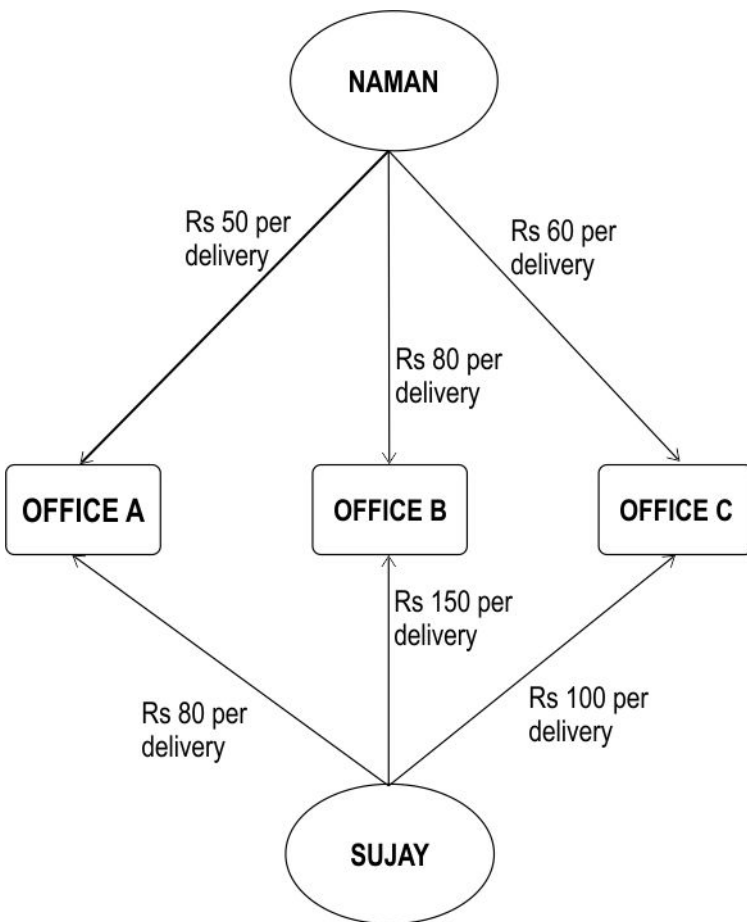 NAMAN
Rs 50 per
delivery
Rs 60 per
delivery
Rs 80 per
delivery
OFFICE A
OFFICE B
OFFICE C
Rs 150 per
delivery
Rs 80 per
delivery
Rs 100 per
delivery
SUJAY